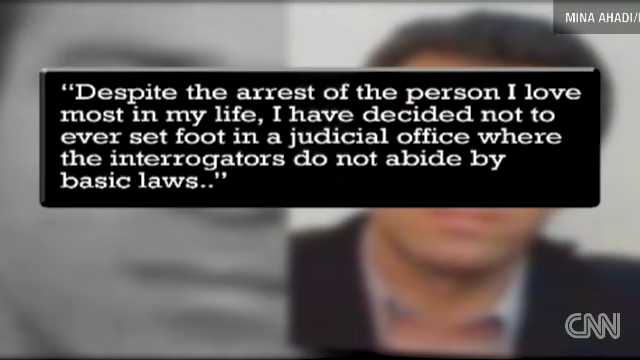 MINA AHADI/
“Despite the arrest of the person I love
most in my life, I have decided not to
ever set foot in a judicial office where
the interrogators do not abide by
basic laws..”
CNN